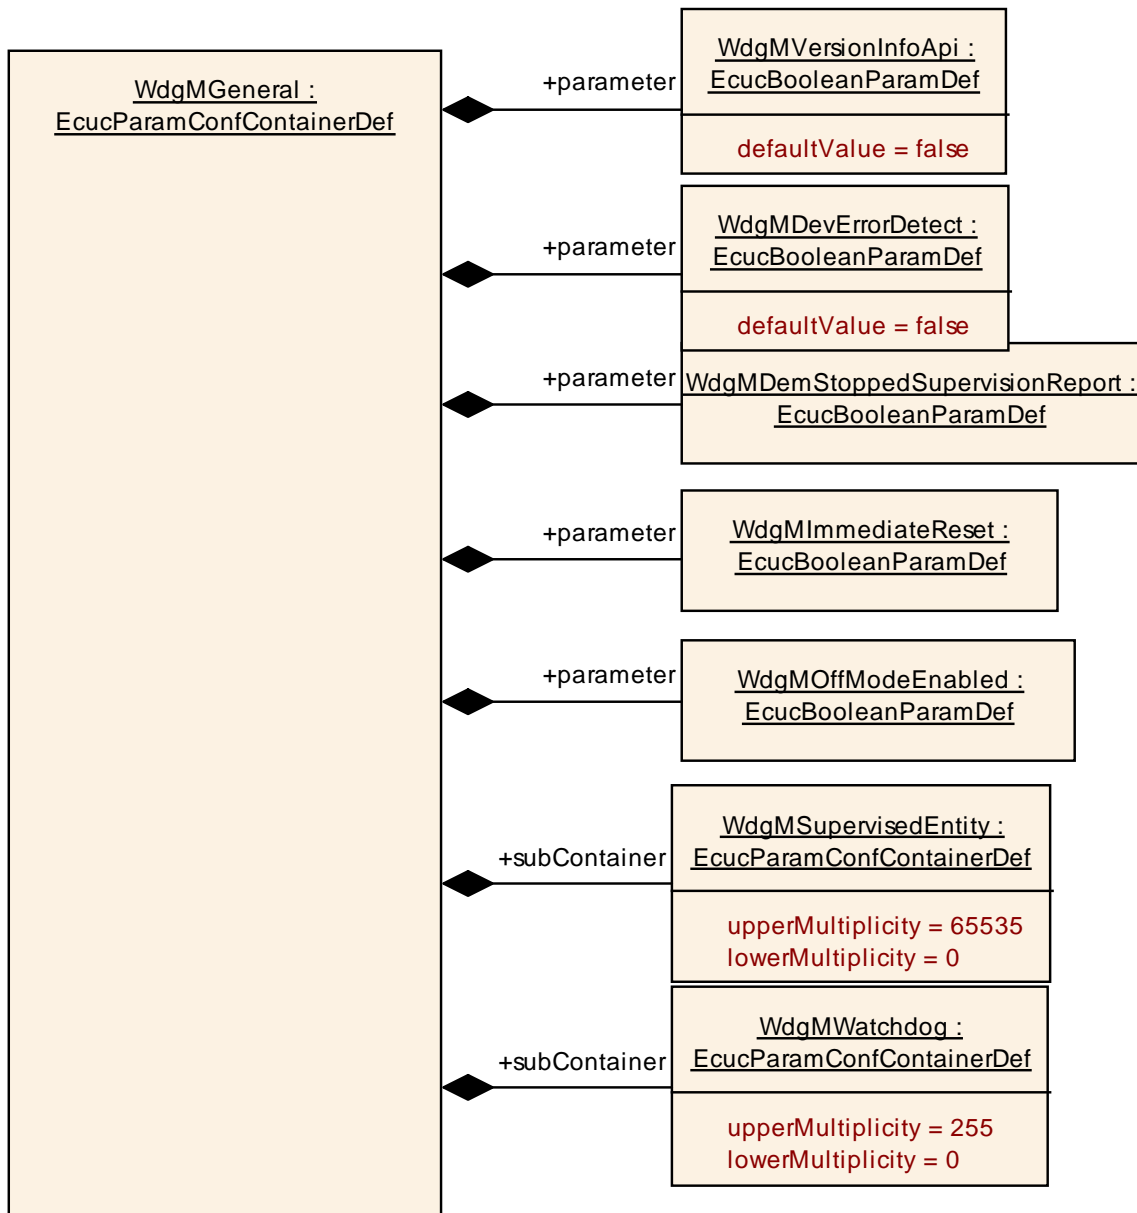 WdgMGeneral :
EcucParamConfContainerDef
+parameter
WdgMVersionInfoApi :
EcucBooleanParamDef
defaultValue = false
+parameter
WdgMDevErrorDetect :
EcucBooleanParamDef
defaultValue = false
+parameter
WdgMDemStoppedSupervisionReport :
EcucBooleanParamDef
+parameter
WdgMImmediateReset :
EcucBooleanParamDef
+parameter
WdgMOffModeEnabled :
EcucBooleanParamDef
+subContainer
WdgMSupervisedEntity :
EcucParamConfContainerDef
upperMultiplicity = 65535
lowerMultiplicity = 0
+subContainer
WdgMWatchdog :
EcucParamConfContainerDef
upperMultiplicity = 255
lowerMultiplicity = 0